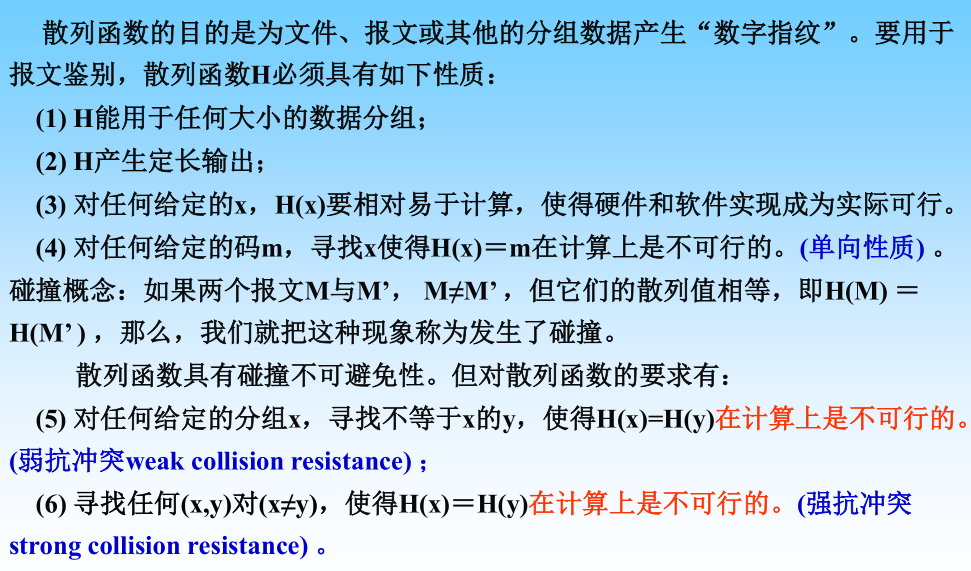 散列函数的目的是为文件、报文或其他的分组数据产生“数字指纹”。要用于
报文鉴别，散列函数H必须具有如下性质：
(1) H能用于任何大小的数据分组；
(2) H产生定长输出；
(3) 对任何给定的x，H(x)要相对易于计算，使得硬件和软件实现成为实际可行。
(4) 对任何给定的码m，寻找x使得H(x)＝m在计算上是不可行的。(单向性质) 。
碰撞概念：如果两个报文M与M’， M≠M’ ，但它们的散列值相等，即H(M) ＝
H(M’ ) ，那么，我们就把这种现象称为发生了碰撞。
散列函数具有碰撞不可避免性。但对散列函数的要求有：
(5) 对任何给定的分组x，寻找不等于x的y，使得H(x)=H(y)在计算上是不可行的。
(弱抗冲突weak collision resistance) ；
(6) 寻找任何(x,y)对(x≠y)，使得H(x)＝H(y)在计算上是不可行的。(强抗冲突
strong collision resistance) 。